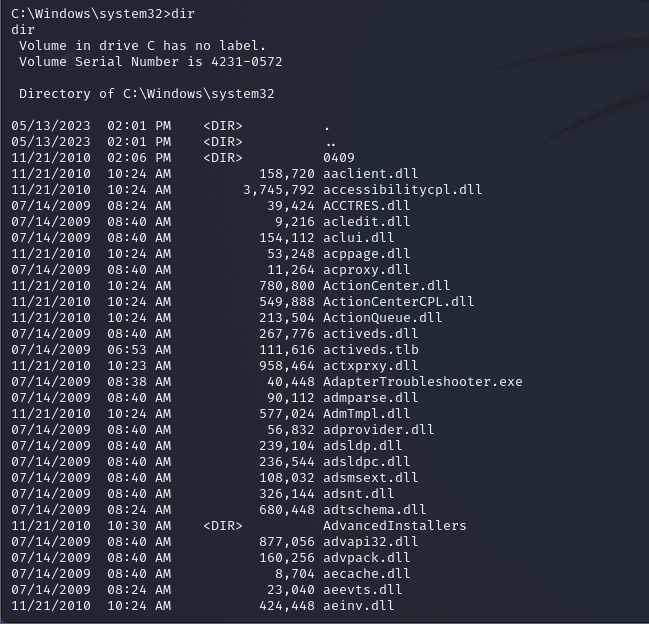 C:\Windows\system32>dir
dir
 Volume in drive C has no label.
 Volume Serial Number is 4231-0572

 Directory of C:\Windows\system32

05/13/2023  02:01 PM    <DIR>          .
05/13/2023  02:01 PM    <DIR>          ..
11/21/2010  02:06 PM    <DIR>          0409
11/21/2010  10:24 AM           158,720 aaclient.dll
11/21/2010  10:24 AM         3,745,792 accessibilitycpl.dll
07/14/2009  08:24 AM            39,424 ACCTRES.dll
07/14/2009  08:40 AM             9,216 acledit.dll
07/14/2009  08:40 AM           154,112 aclui.dll
11/21/2010  10:24 AM            53,248 acppage.dll
07/14/2009  08:40 AM            11,264 acproxy.dll
11/21/2010  10:24 AM           780,800 ActionCenter.dll
11/21/2010  10:24 AM           549,888 ActionCenterCPL.dll
11/21/2010  10:24 AM           213,504 ActionQueue.dll
07/14/2009  08:40 AM           267,776 activeds.dll
07/14/2009  06:53 AM           111,616 activeds.tlb
11/21/2010  10:23 AM           958,464 actxprxy.dll
07/14/2009  08:38 AM            40,448 AdapterTroubleshooter.exe
07/14/2009  08:40 AM            90,112 admparse.dll
11/21/2010  10:24 AM           577,024 AdmTmpl.dll
07/14/2009  08:40 AM            56,832 adprovider.dll
07/14/2009  08:40 AM           239,104 adsldp.dll
07/14/2009  08:40 AM           236,544 adsldpc.dll
07/14/2009  08:40 AM           108,032 adsmsext.dll
07/14/2009  08:40 AM           326,144 adsnt.dll
07/14/2009  08:24 AM           680,448 adtschema.dll
11/21/2010  10:30 AM    <DIR>          AdvancedInstallers
07/14/2009  08:40 AM           877,056 advapi32.dll
07/14/2009  08:40 AM           160,256 advpack.dll
07/14/2009  08:40 AM             8,704 aecache.dll
07/14/2009  08:24 AM            23,040 aeevts.dll
11/21/2010  10:24 AM           424,448 aeinv.dll